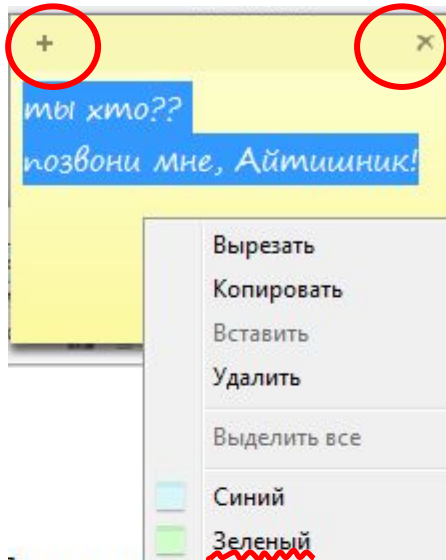 ты хто??
позвони мне, Айтишник!
Вырезать
Копировать
Вставить
Удалить
Выделить все
Синий
Зеленый